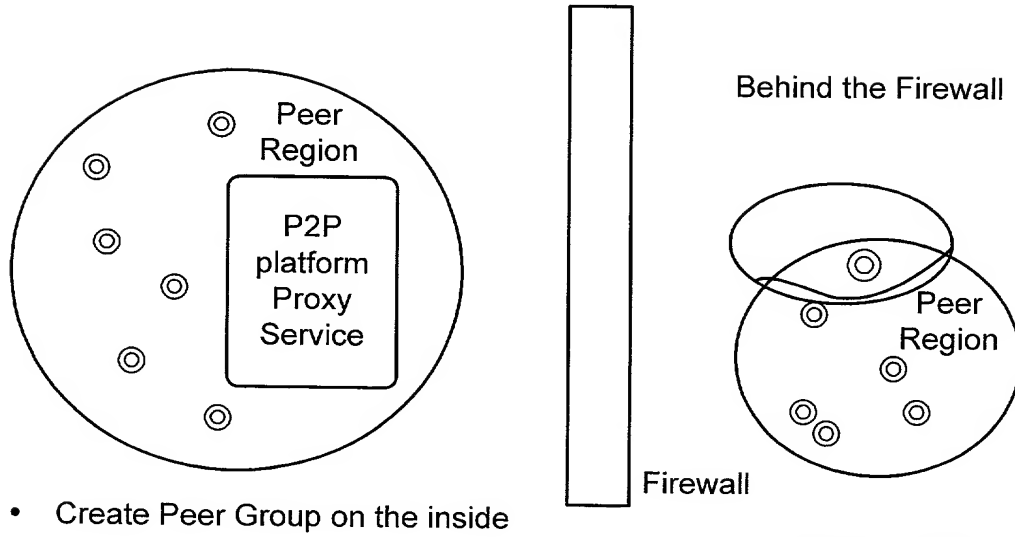 Peer
Region
P2P
platform
Proxy
Service
Behind the Firewall
Peer
Region
Firewall
• Create Peer Group on the inside